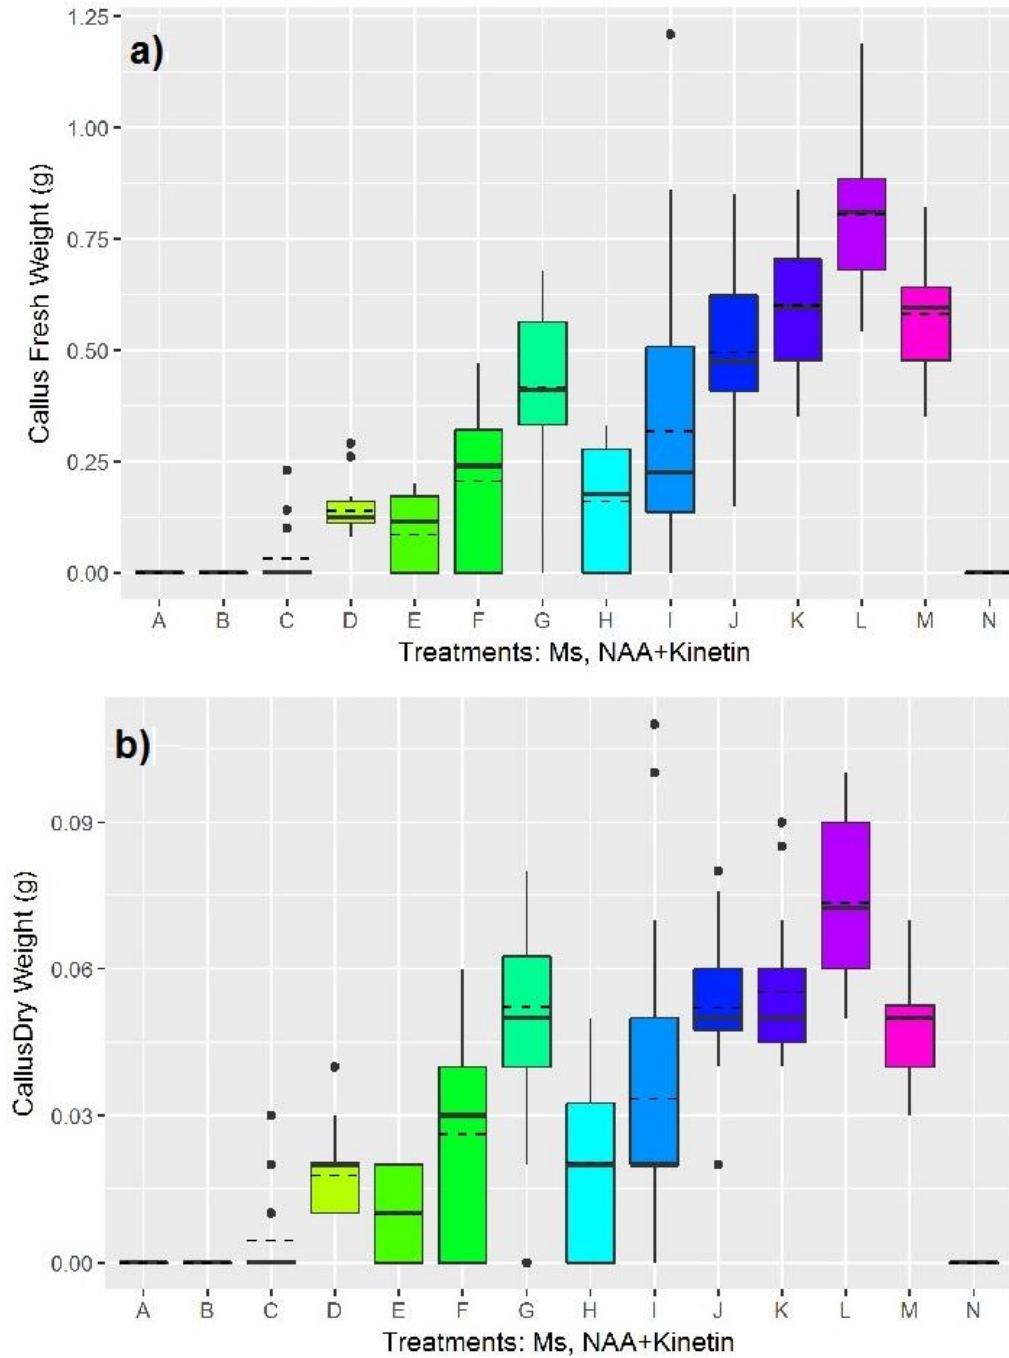 a)
1.25
1.00
0.75
0.50
0.25
0.00
Callus Fresh Weight (g)
A B C D E F G H I J K L M N
Treatments: Ms, NAA+Kinetin
b)
0.09
0.06
0.03
0.00
CallusDry Weight (g)
A B C D E F G H I J K L M N
Treatments: Ms, NAA+Kinetin